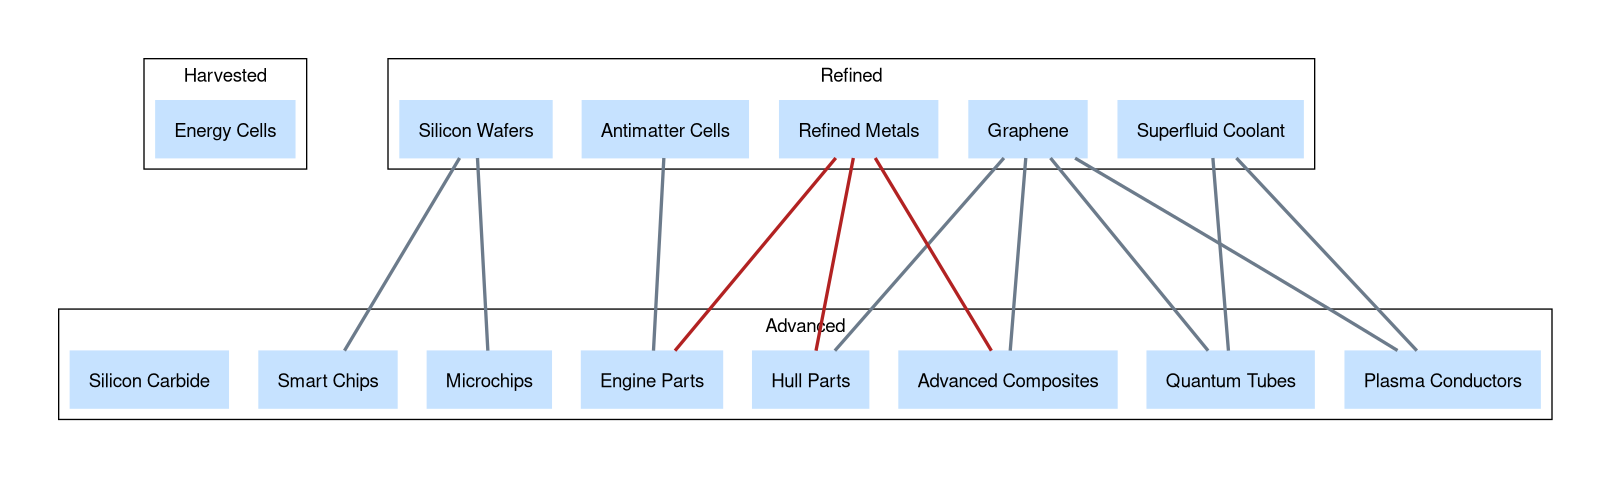 Harvested
Refined
Energy Cells
Silicon Wafers
Antimatter Cells
Refined Metals
Graphene
Superfluid Coolant
Advanced
Silicon Carbide
Smart Chips
Microchips
Engine Parts
Hull Parts
Advanced Composites
Quantum Tubes
Plasma Conductors